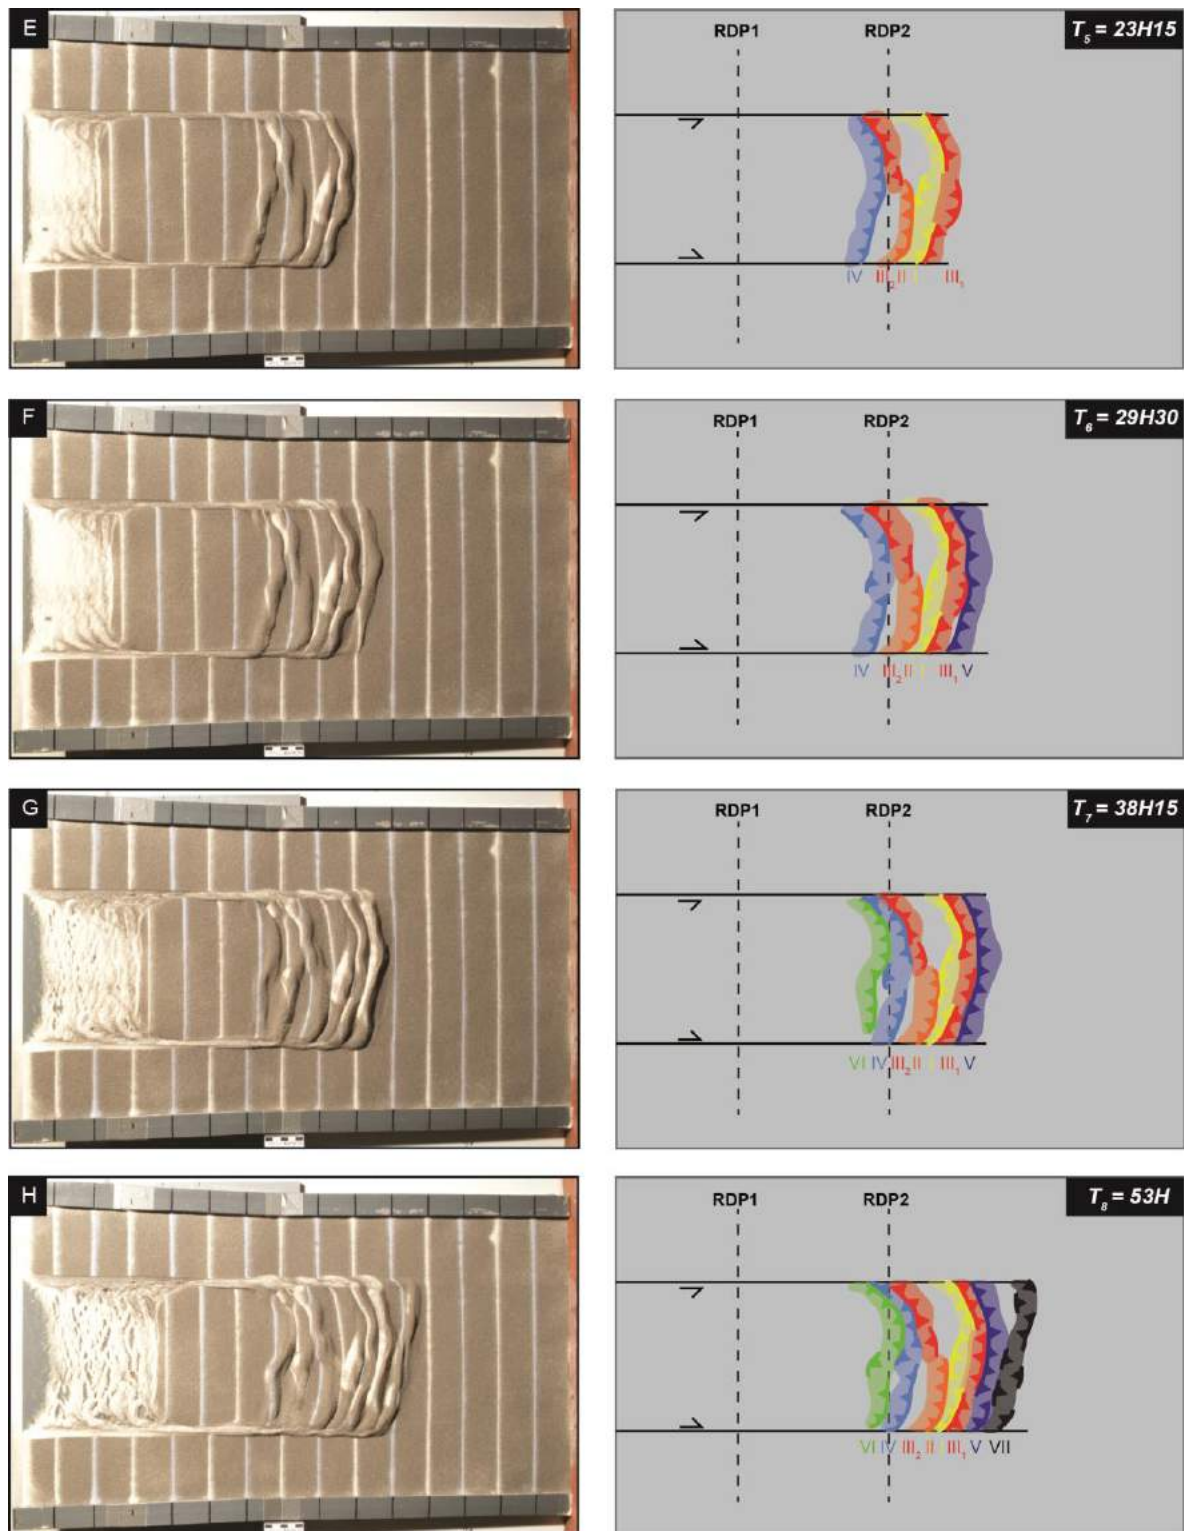 E
RDP1 RDP2
T5 = 23H15
IV III2 II I III1
F
RDP1 RDP2
T6 = 29H30
IV III2 II I III1 V
G
RDP1 RDP2
T7 = 38H15
VI IV III2 II I III1 V
H
RDP1 RDP2
T8 = 53H
VI IV III2 II I III1 V VII